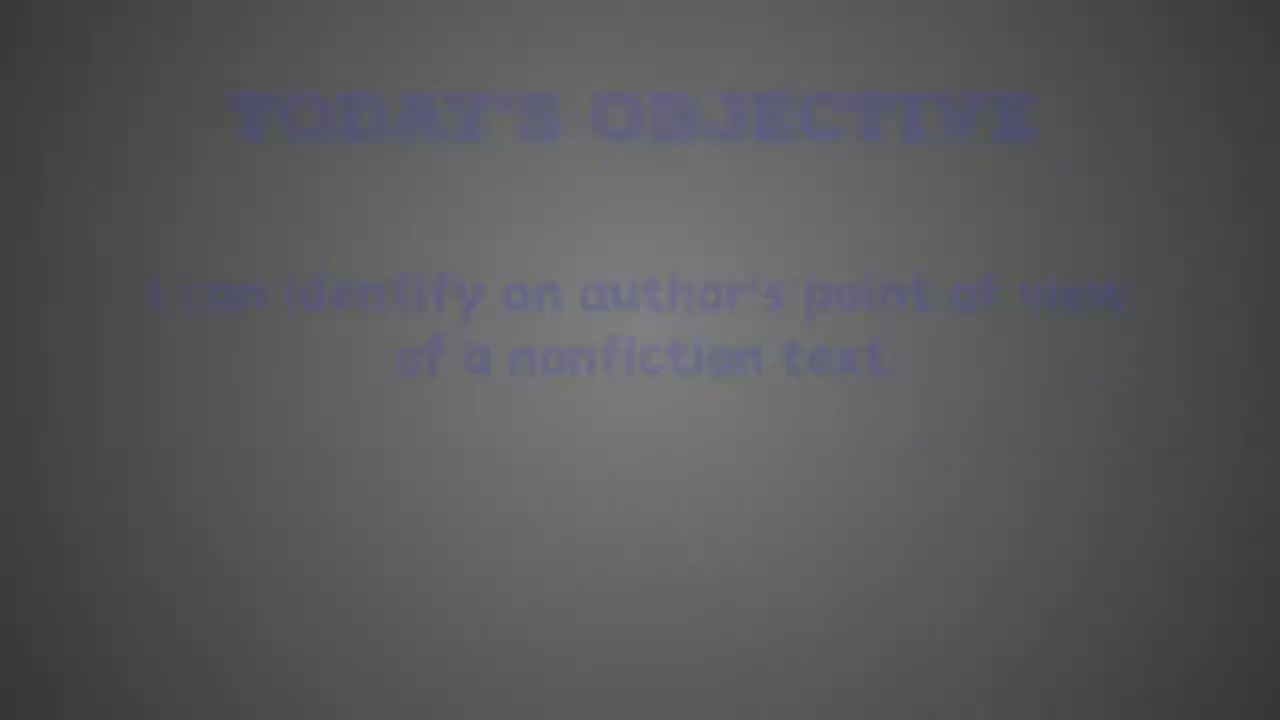 TODAY'S OBJECTIVE
I can identify an author's point of view
of a nonfiction text.